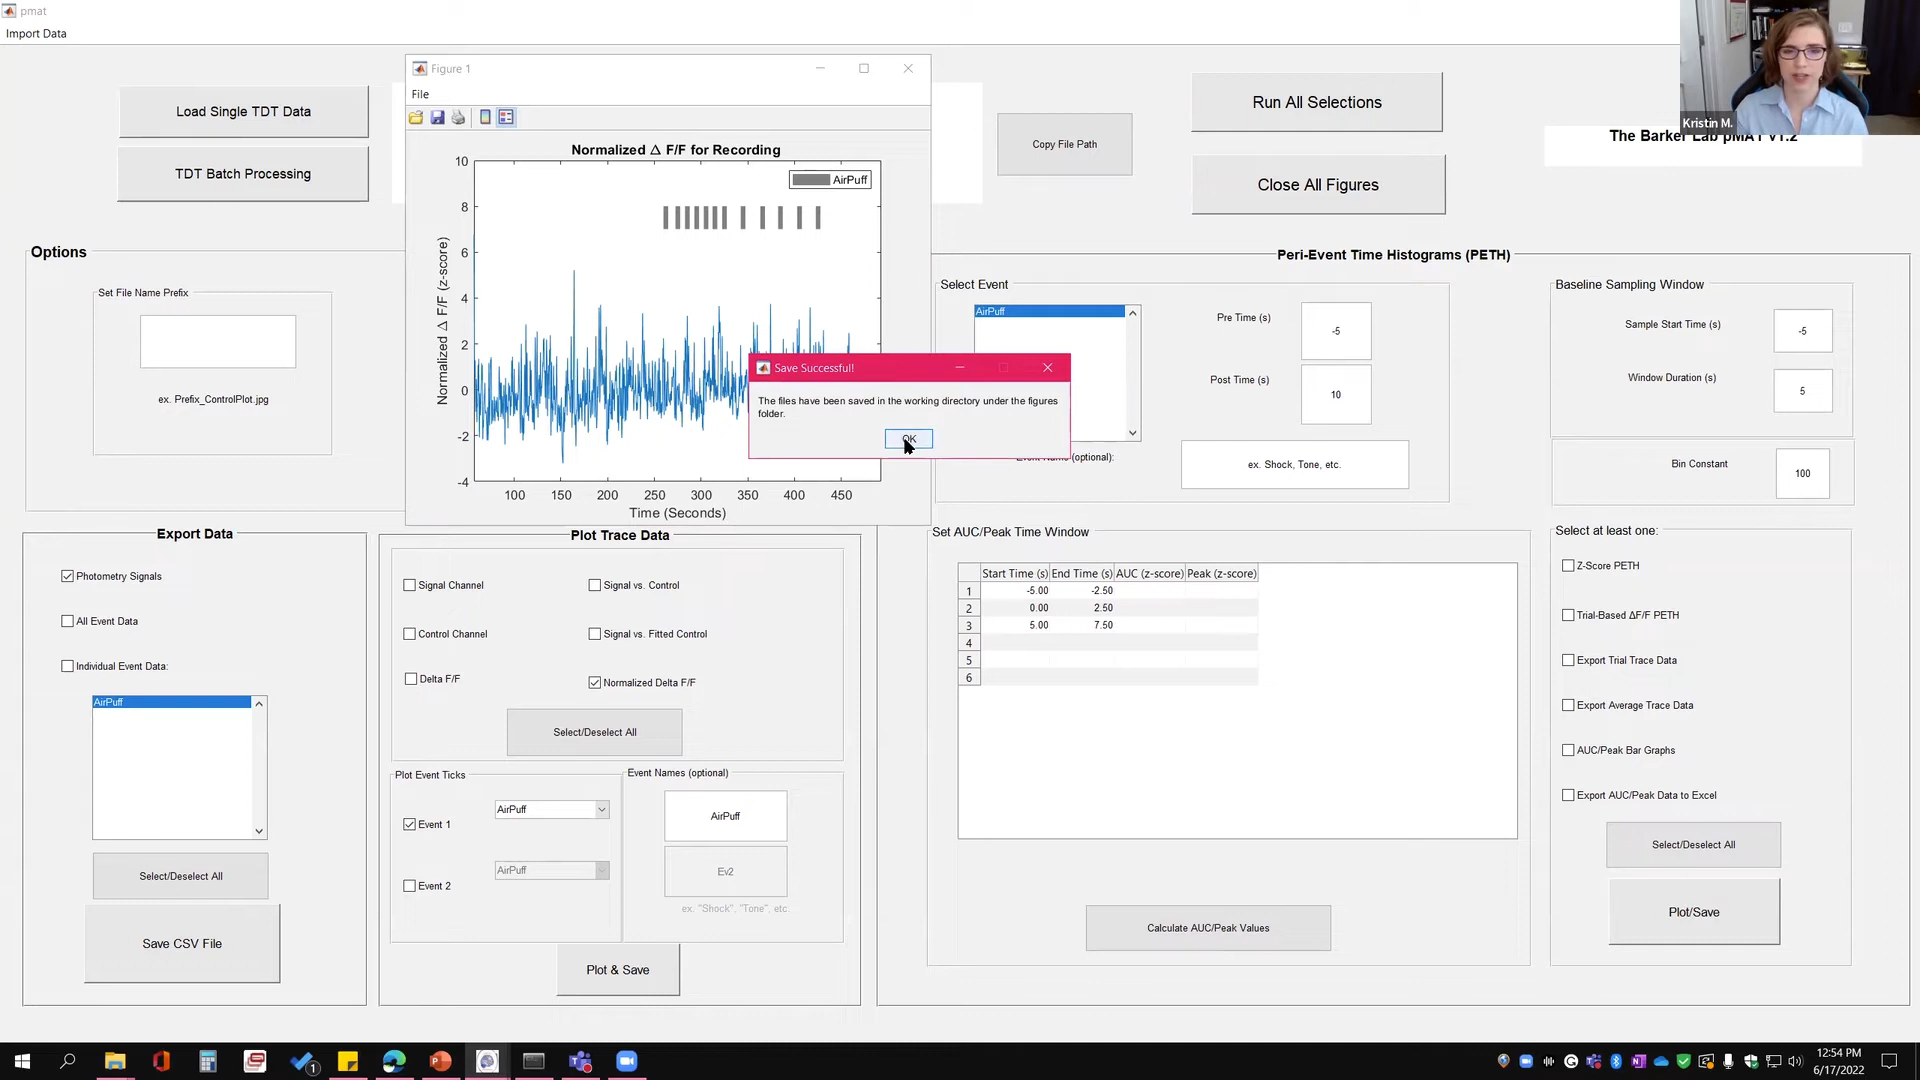 pmat
Import Data
Load Single TDT Data
TDT Batch Processing
Figure 1
File
Normalized △ F/F for Recording
AirPuff
10
8
6
4
2
0
-2
-4
Normalized △ F/F (z-score)
100 150 200 250 300 350 400 450
Time (Seconds)
Save Successful!
The files have been saved in the working directory under the figures
folder.
OK
Copy File Path
Run All Selections
Close All Figures
Kristin M.
The Barker Lab pMAT v1.2
Options
Set File Name Prefix
ex. Prefix_ControlPlot.jpg
Peri-Event Time Histograms (PETH)
Select Event
AirPuff
Pre Time (s)
-5
Post Time (s)
10
Event Name (optional):
ex. Shock, Tone, etc.
Baseline Sampling Window
Sample Start Time (s)
-5
Window Duration (s)
5
Bin Constant
100
Export Data
Photometry Signals
All Event Data
Individual Event Data:
AirPuff
Select/Deselect All
Save CSV File
Plot Trace Data
Signal Channel
Signal vs. Control
Control Channel
Signal vs. Fitted Control
Delta F/F
Normalized Delta F/F
Select/Deselect All
Plot Event Ticks
Event 1
AirPuff
Event 2
AirPuff
Event Names (optional)
AirPuff
Ev2
ex. "Shock", "Tone", etc.
Plot & Save
Set AUC/Peak Time Window
Start Time (s) End Time (s) AUC (z-score) Peak (z-score)
1 -5.00 -2.50
2 0.00 2.50
3 5.00 7.50
4
5
6
Calculate AUC/Peak Values
Select at least one:
Z-Score PETH
Trial-Based ΔF/F PETH
Export Trial Trace Data
Export Average Trace Data
AUC/Peak Bar Graphs
Export AUC/Peak Data to Excel
Select/Deselect All
Plot/Save
1
12:54 PM
6/17/2022